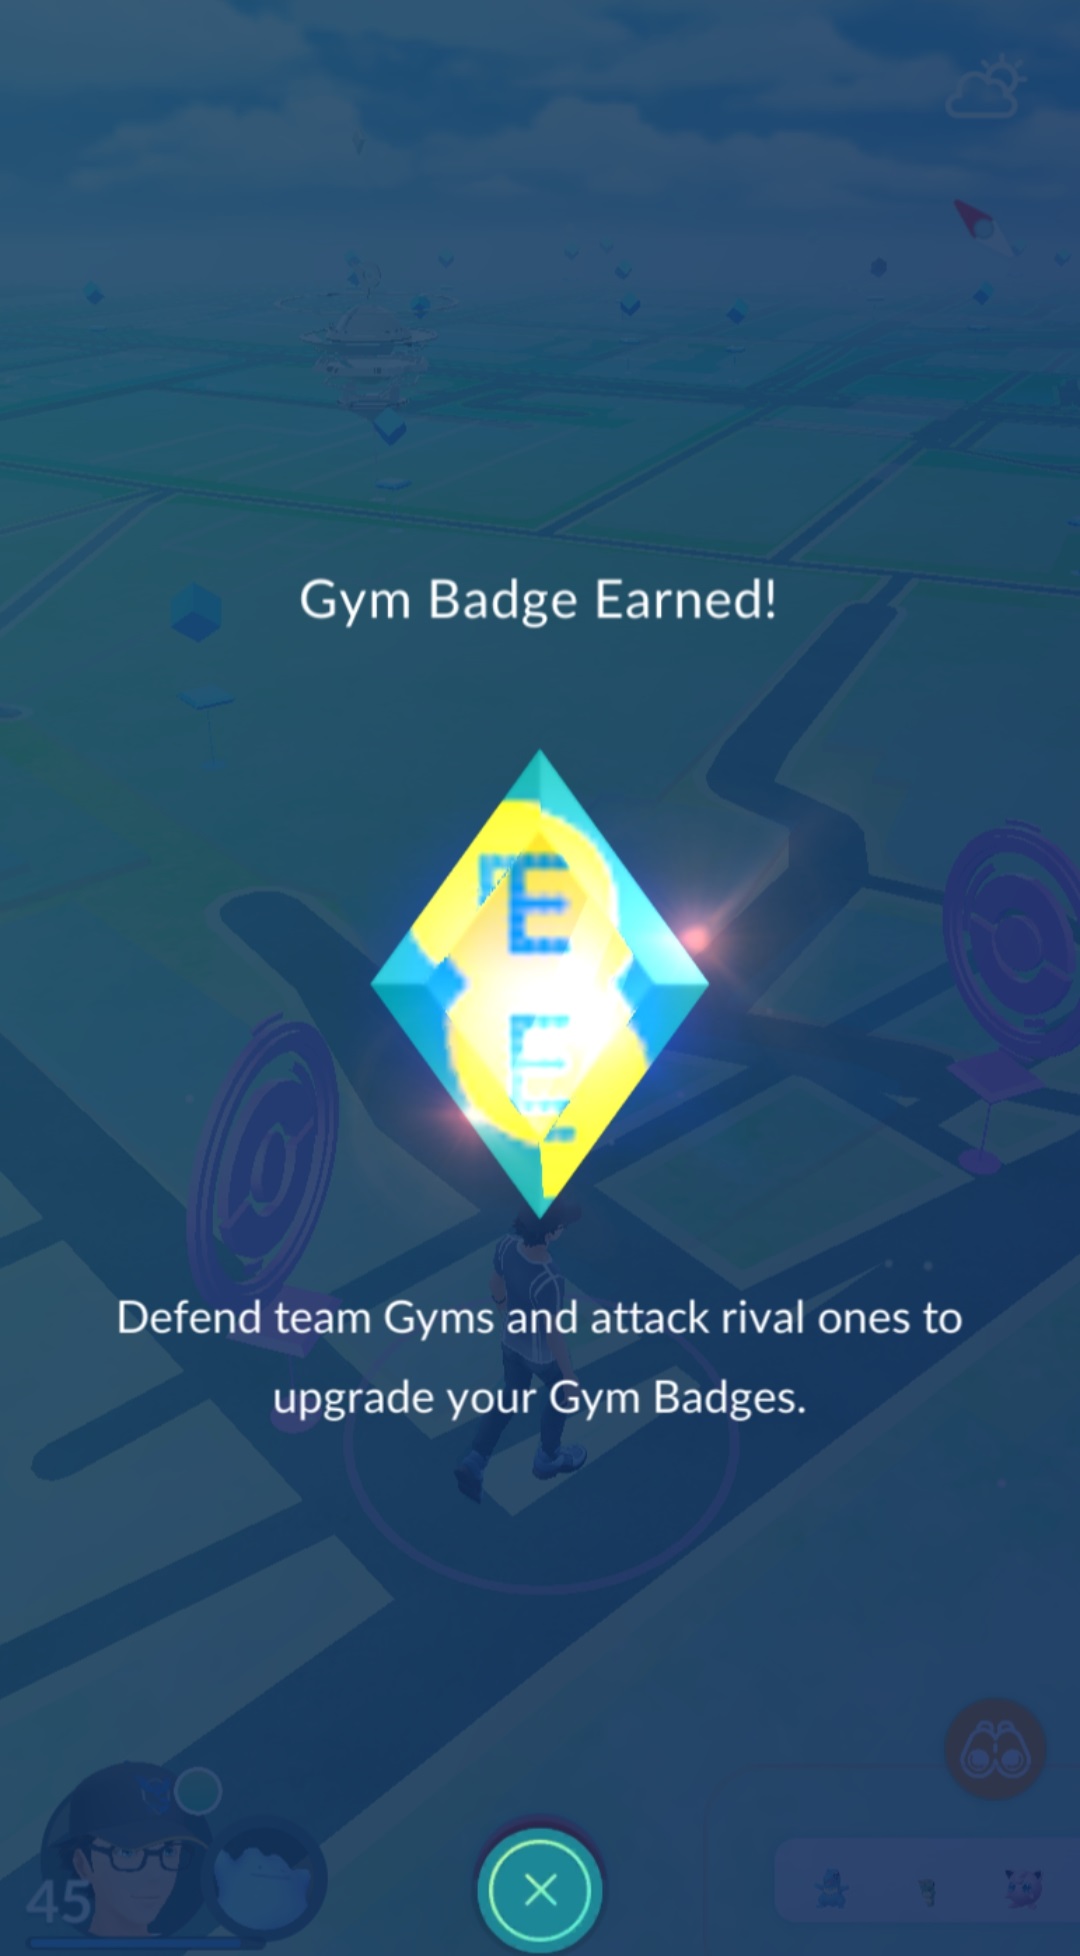 Gym Badge Earned!
E
E
Defend team Gyms and attack rival ones to
upgrade your Gym Badges.
45